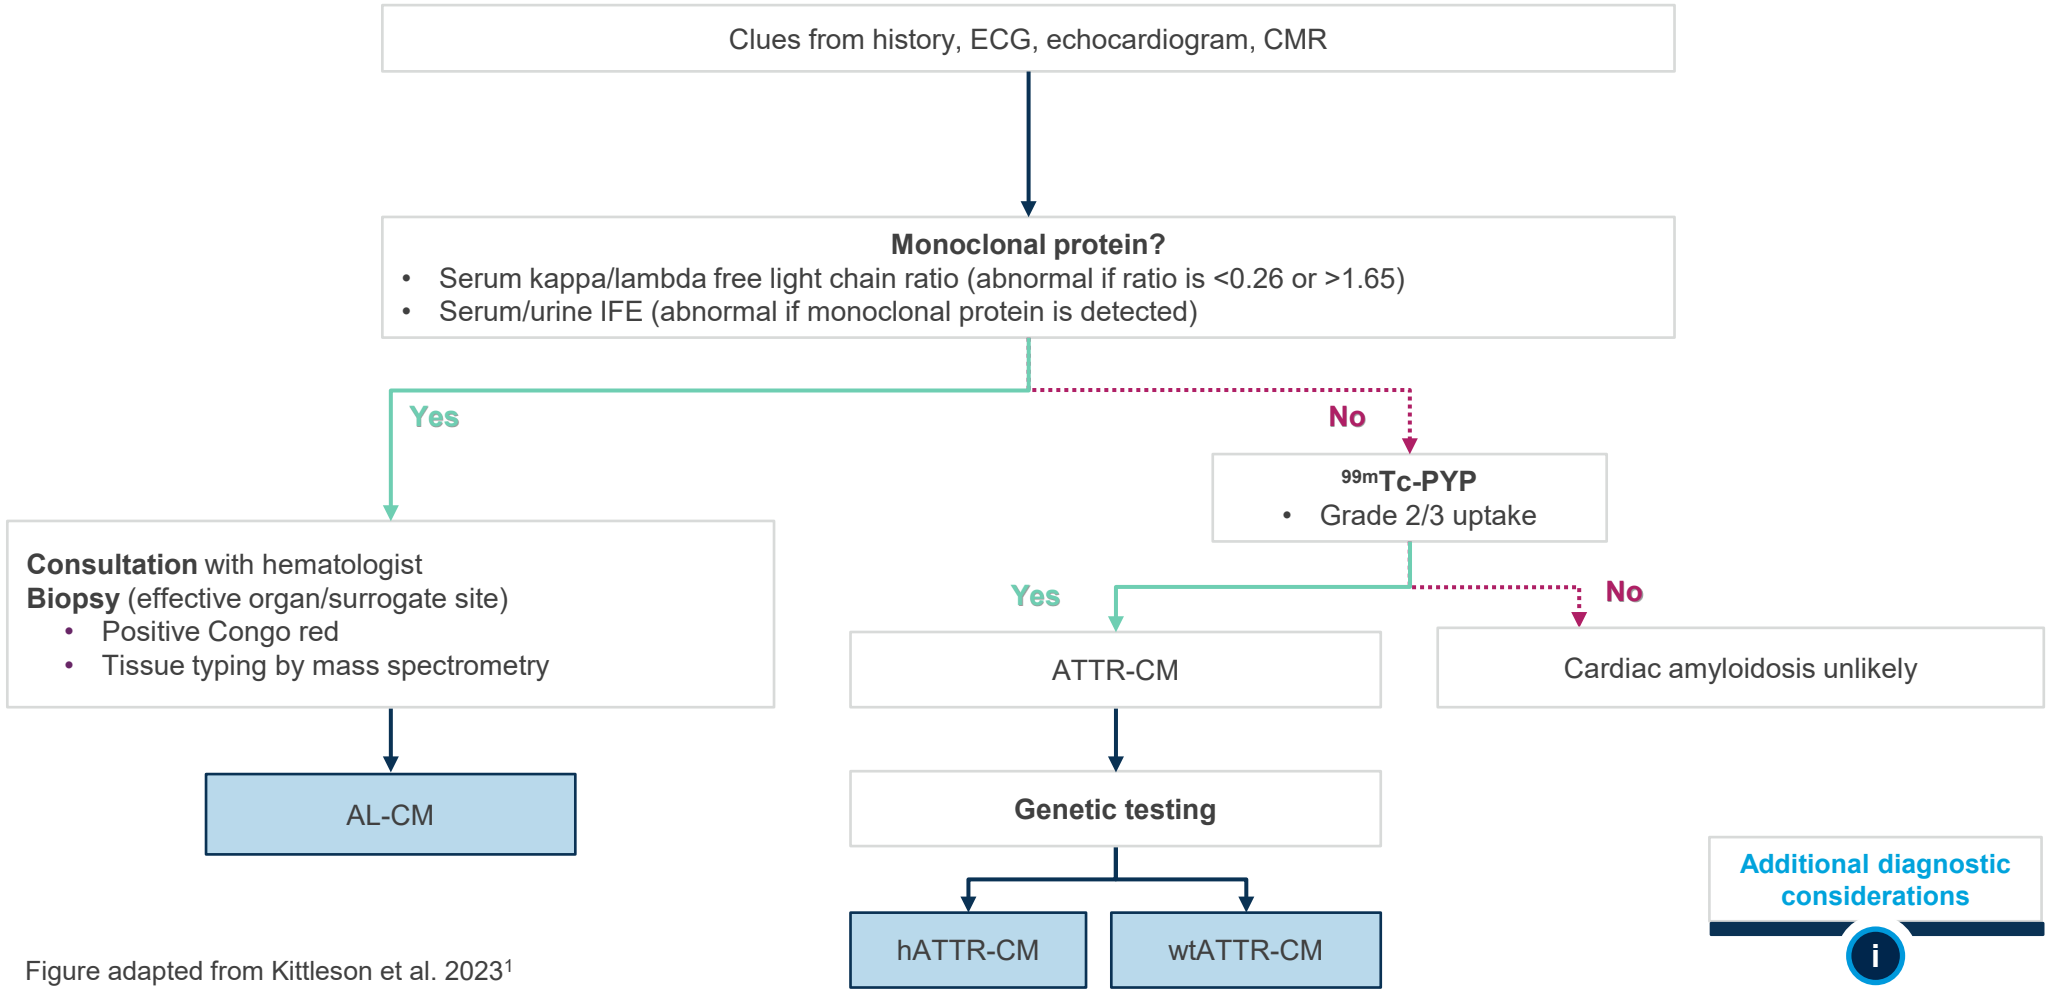 Clues from history, ECG, echocardiogram, CMR
Monoclonal protein?
• Serum kappa/lambda free light chain ratio (abnormal if ratio is <0.26 or >1.65)
• Serum/urine IFE (abnormal if monoclonal protein is detected)
Yes
No
⁹⁹ᵐTc-PYP
• Grade 2/3 uptake
Consultation with hematologist
Biopsy (effective organ/surrogate site)
• Positive Congo red
• Tissue typing by mass spectrometry
Yes
No
ATTR-CM
Cardiac amyloidosis unlikely
AL-CM
Genetic testing
hATTR-CM
wtATTR-CM
Additional diagnostic
considerations
i
Figure adapted from Kittleson et al. 2023¹